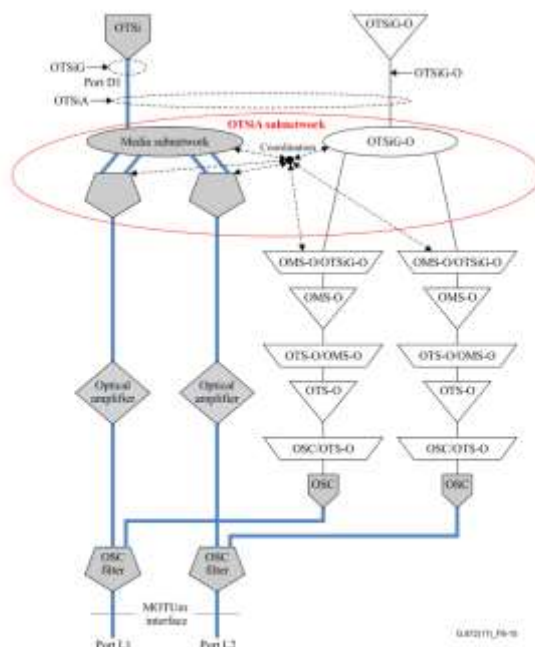 OTSi
OTSiG-O
OTSiG
Port D1
OTSiG-O
OTSiA
OTSiA subnetwork
Media subnetwork
Coordination
OTSiG-O
OMS-O/OTSiG-O
OMS-O/OTSiG-O
OMS-O
OMS-O
OTS-O/OMS-O
OTS-O/OMS-O
Optical
amplifier
Optical
amplifier
OTS-O
OTS-O
OSC/OTS-O
OSC/OTS-O
OSC
OSC
OSC
filter
OSC
filter
MOTUm
interface
Port L1
Port L2